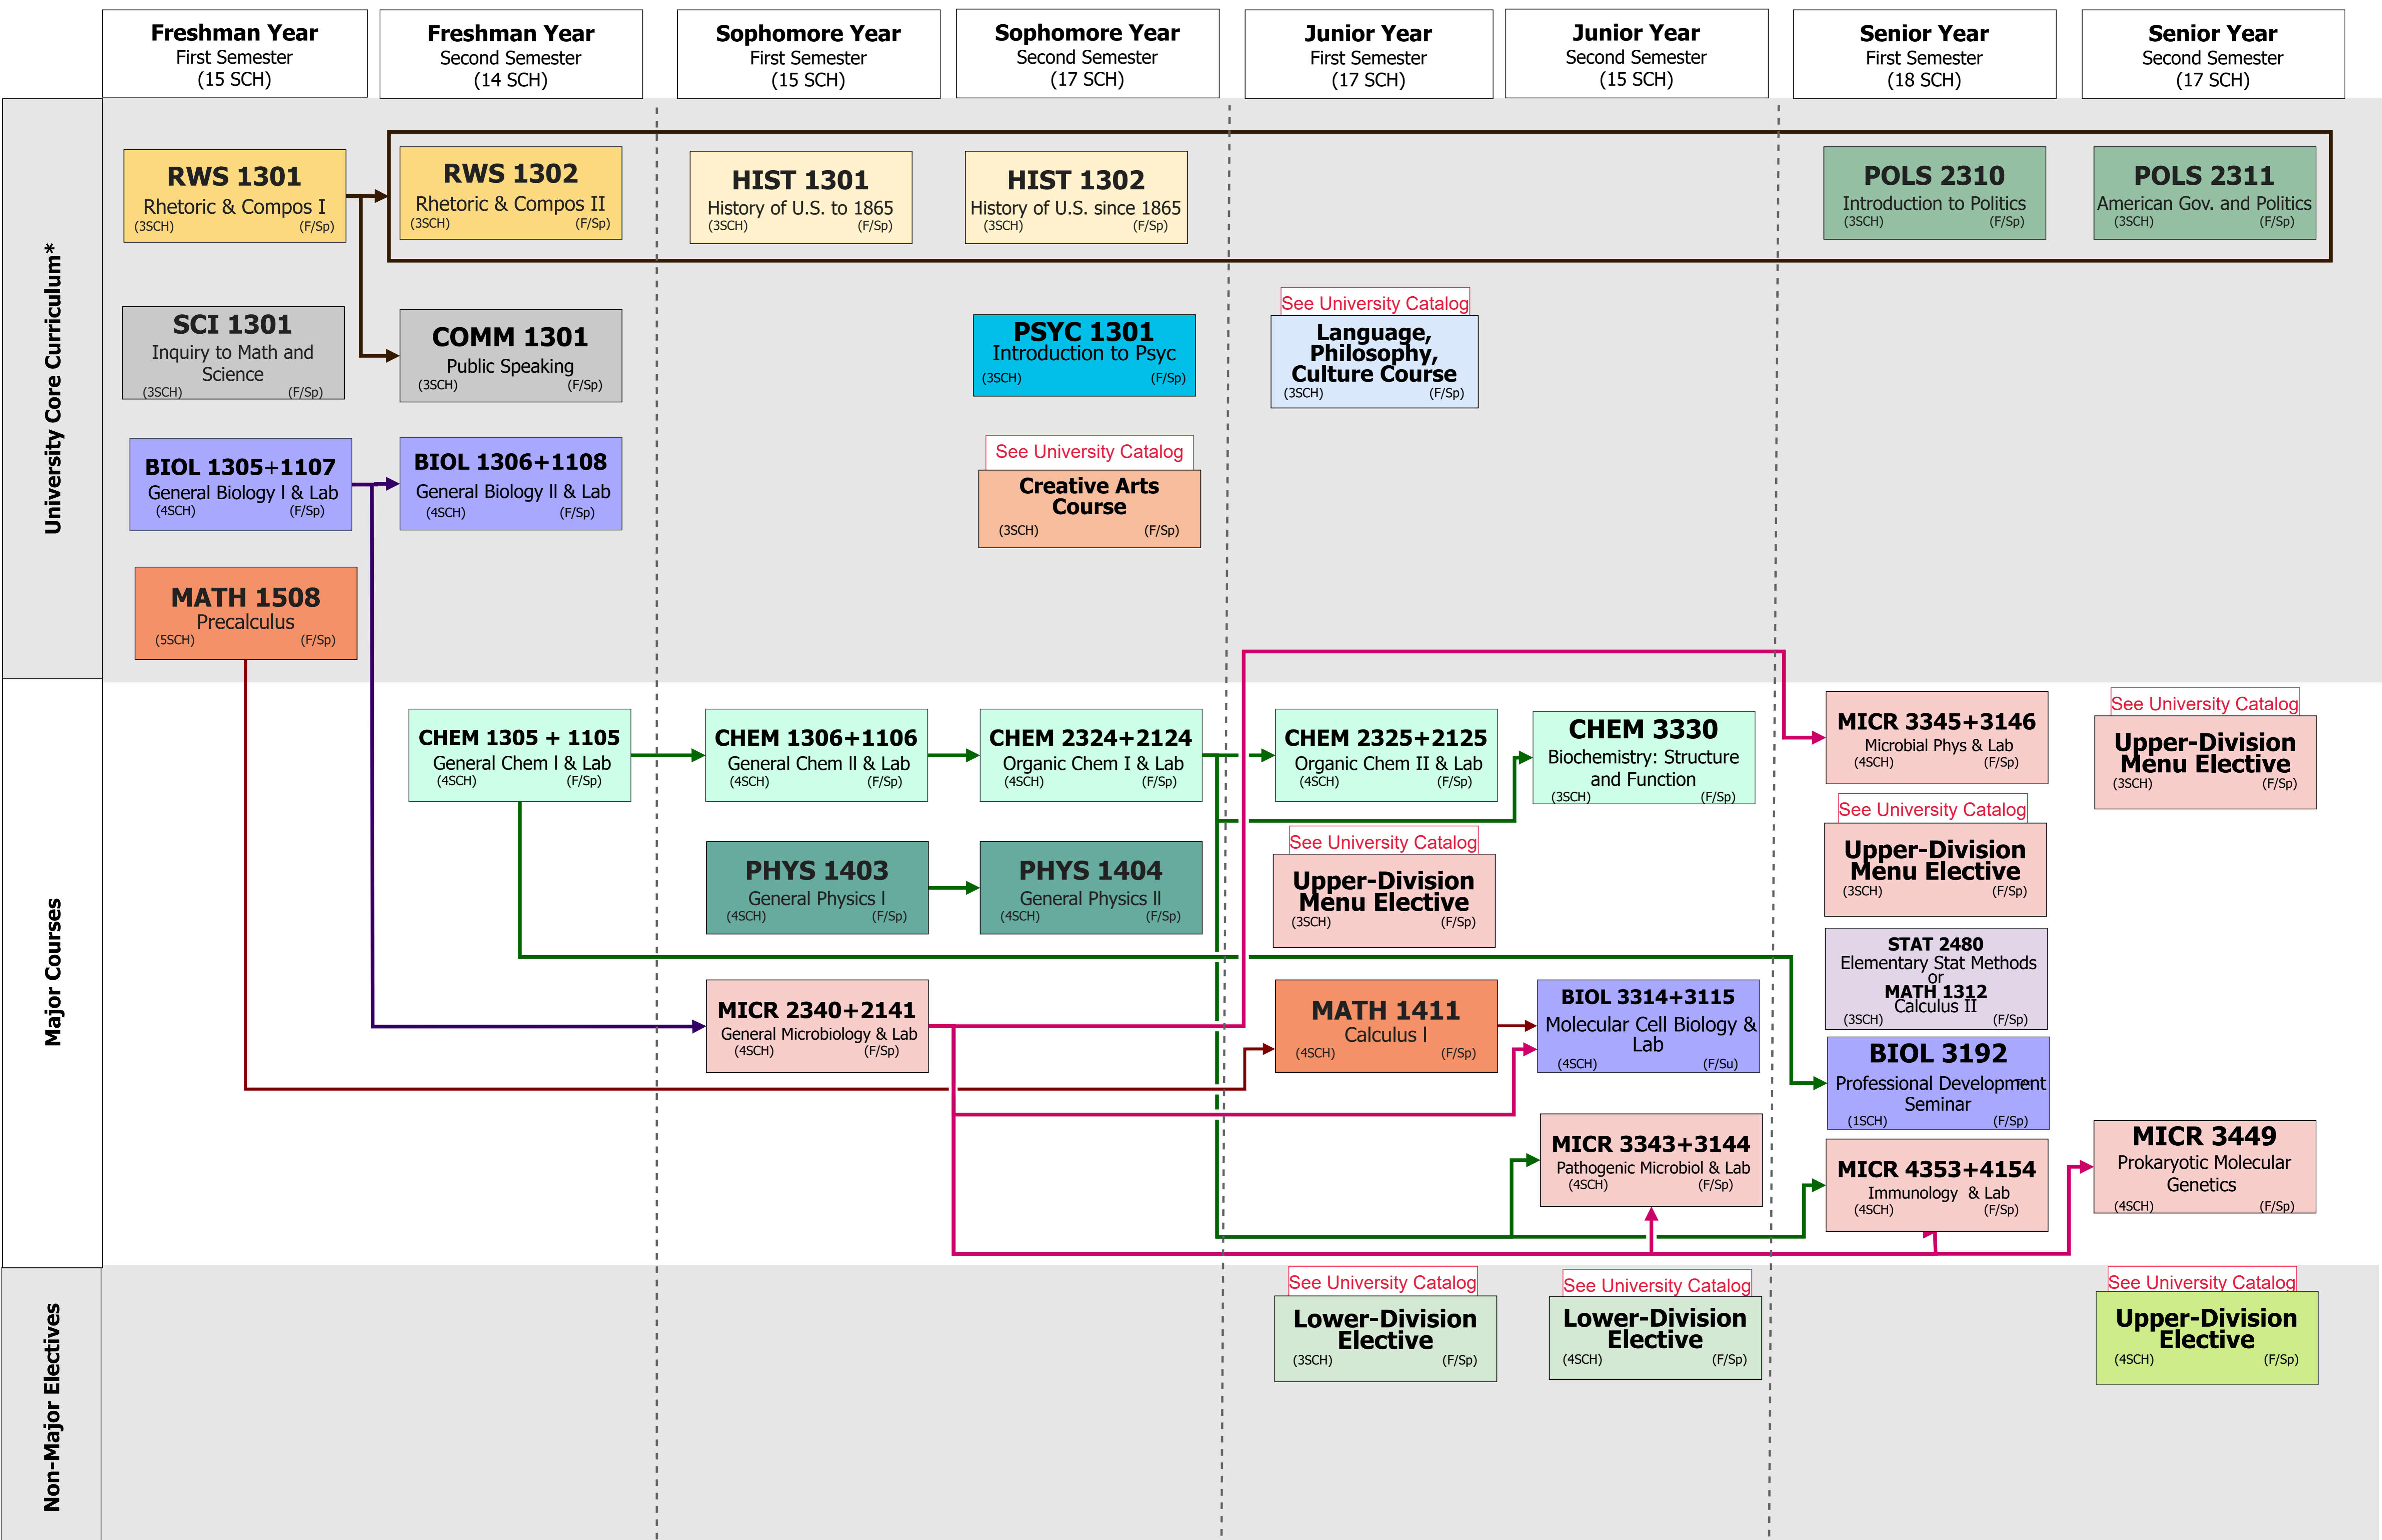 Freshman Year
First Semester
(15 SCH)
Freshman Year
Second Semester
(14 SCH)
Sophomore Year
First Semester
(15 SCH)
Sophomore Year
Second Semester
(17 SCH)
Junior Year
First Semester
(17 SCH)
Junior Year
Second Semester
(15 SCH)
Senior Year
First Semester
(18 SCH)
Senior Year
Second Semester
(17 SCH)
University Core Curriculum*
RWS 1301
Rhetoric & Compos I
(3SCH) (F/Sp)
RWS 1302
Rhetoric & Compos II
(3SCH) (F/Sp)
HIST 1301
History of U.S. to 1865
(3SCH) (F/Sp)
HIST 1302
History of U.S. since 1865
(3SCH) (F/Sp)
POLS 2310
Introduction to Politics
(3SCH) (F/Sp)
POLS 2311
American Gov. and Politics
(3SCH) (F/Sp)
SCI 1301
Inquiry to Math and
Science
(3SCH) (F/Sp)
COMM 1301
Public Speaking
(3SCH) (F/Sp)
PSYC 1301
Introduction to Psyc
(3SCH) (F/Sp)
See University Catalog
Language,
Philosophy,
Culture Course
(3SCH) (F/Sp)
BIOL 1305+1107
General Biology l & Lab
(4SCH) (F/Sp)
BIOL 1306+1108
General Biology ll & Lab
(4SCH) (F/Sp)
See University Catalog
Creative Arts
Course
(3SCH) (F/Sp)
MATH 1508
Precalculus
(5SCH) (F/Sp)
Major Courses
CHEM 1305 + 1105
General Chem l & Lab
(4SCH) (F/Sp)
CHEM 1306+1106
General Chem ll & Lab
(4SCH) (F/Sp)
CHEM 2324+2124
Organic Chem I & Lab
(4SCH) (F/Sp)
CHEM 2325+2125
Organic Chem II & Lab
(4SCH) (F/Sp)
CHEM 3330
Biochemistry: Structure
and Function
(3SCH) (F/Sp)
MICR 3345+3146
Microbial Phys & Lab
(4SCH) (F/Sp)
See University Catalog
Upper-Division
Menu Elective
(3SCH) (F/Sp)
PHYS 1403
General Physics l
(4SCH) (F/Sp)
PHYS 1404
General Physics ll
(4SCH) (F/Sp)
See University Catalog
Upper-Division
Menu Elective
(3SCH) (F/Sp)
See University Catalog
Upper-Division
Menu Elective
(3SCH) (F/Sp)
STAT 2480
Elementary Stat Methods
or
MATH 1312
Calculus II
(3SCH) (F/Sp)
MICR 2340+2141
General Microbiology & Lab
(4SCH) (F/Sp)
MATH 1411
Calculus l
(4SCH) (F/Sp)
BIOL 3314+3115
Molecular Cell Biology &
Lab
(4SCH) (F/Su)
BIOL 3192
Professional Development
Seminar
(1SCH) (F/Sp)
MICR 3343+3144
Pathogenic Microbiol & Lab
(4SCH) (F/Sp)
MICR 4353+4154
Immunology & Lab
(4SCH) (F/Sp)
MICR 3449
Prokaryotic Molecular
Genetics
(4SCH) (F/Sp)
Non-Major Electives
See University Catalog
Lower-Division
Elective
(3SCH) (F/Sp)
See University Catalog
Lower-Division
Elective
(4SCH) (F/Sp)
See University Catalog
Upper-Division
Elective
(4SCH) (F/Sp)